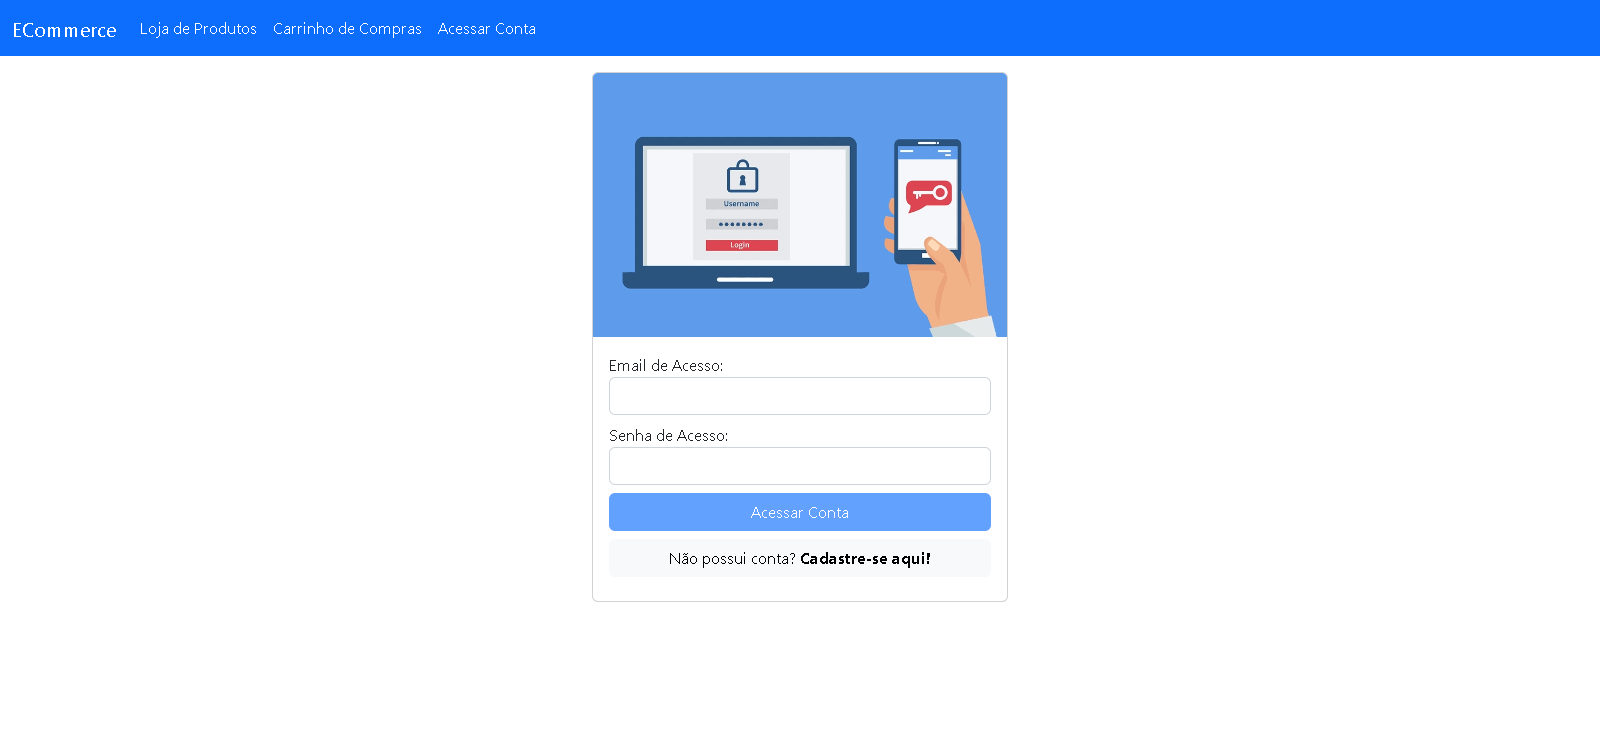 ECommerce Loja de Produtos Carrinho de Compras Acessar Conta
Username
Login
Email de Acesso:
Senha de Acesso:
Acessar Conta
Não possui conta? Cadastre-se aqui!